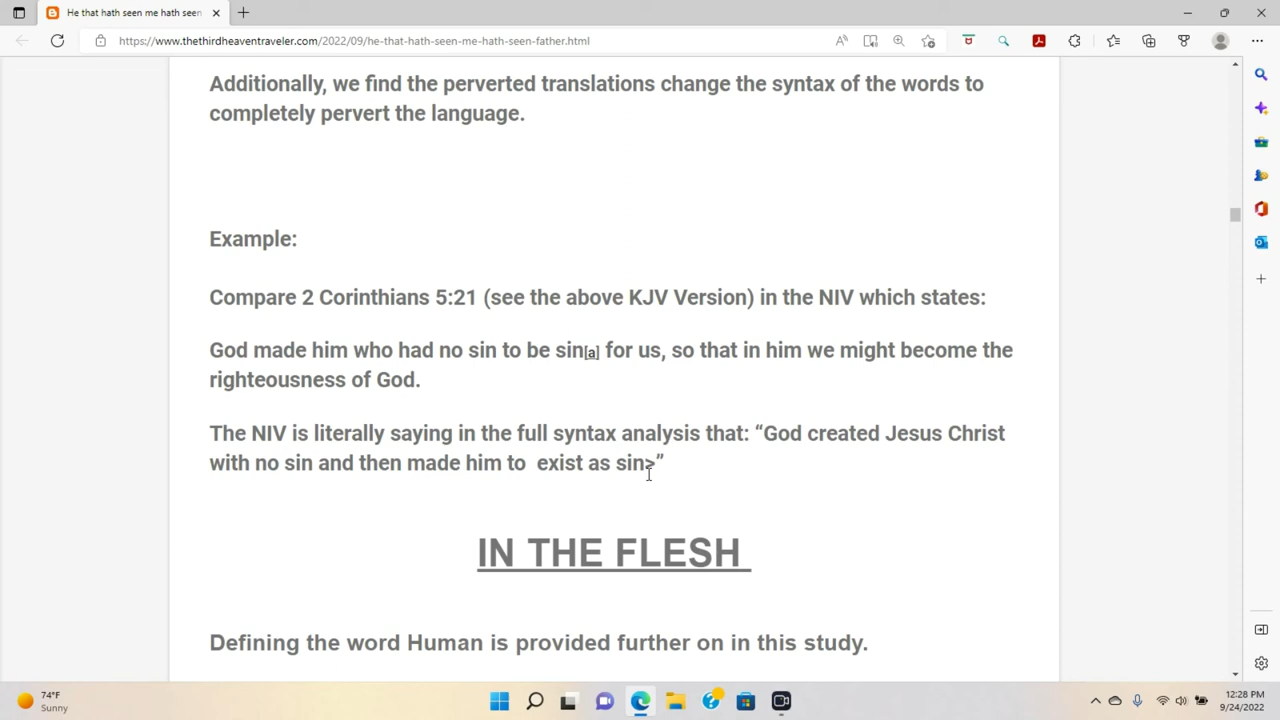 He that hath seen me hath seen
https://www.thethirdheaventraveler.com/2022/09/he-that-hath-seen-me-hath-seen-father.html
Additionally, we find the perverted translations change the syntax of the words to
completely pervert the language.
Example:
Compare 2 Corinthians 5:21 (see the above KJV Version) in the NIV which states:
God made him who had no sin to be sin[a] for us, so that in him we might become the
righteousness of God.
The NIV is literally saying in the full syntax analysis that: “God created Jesus Christ
with no sin and then made him to  exist as sin>”
IN THE FLESH
Defining the word Human is provided further on in this study.
74°F
Sunny
12:28 PM
9/24/2022